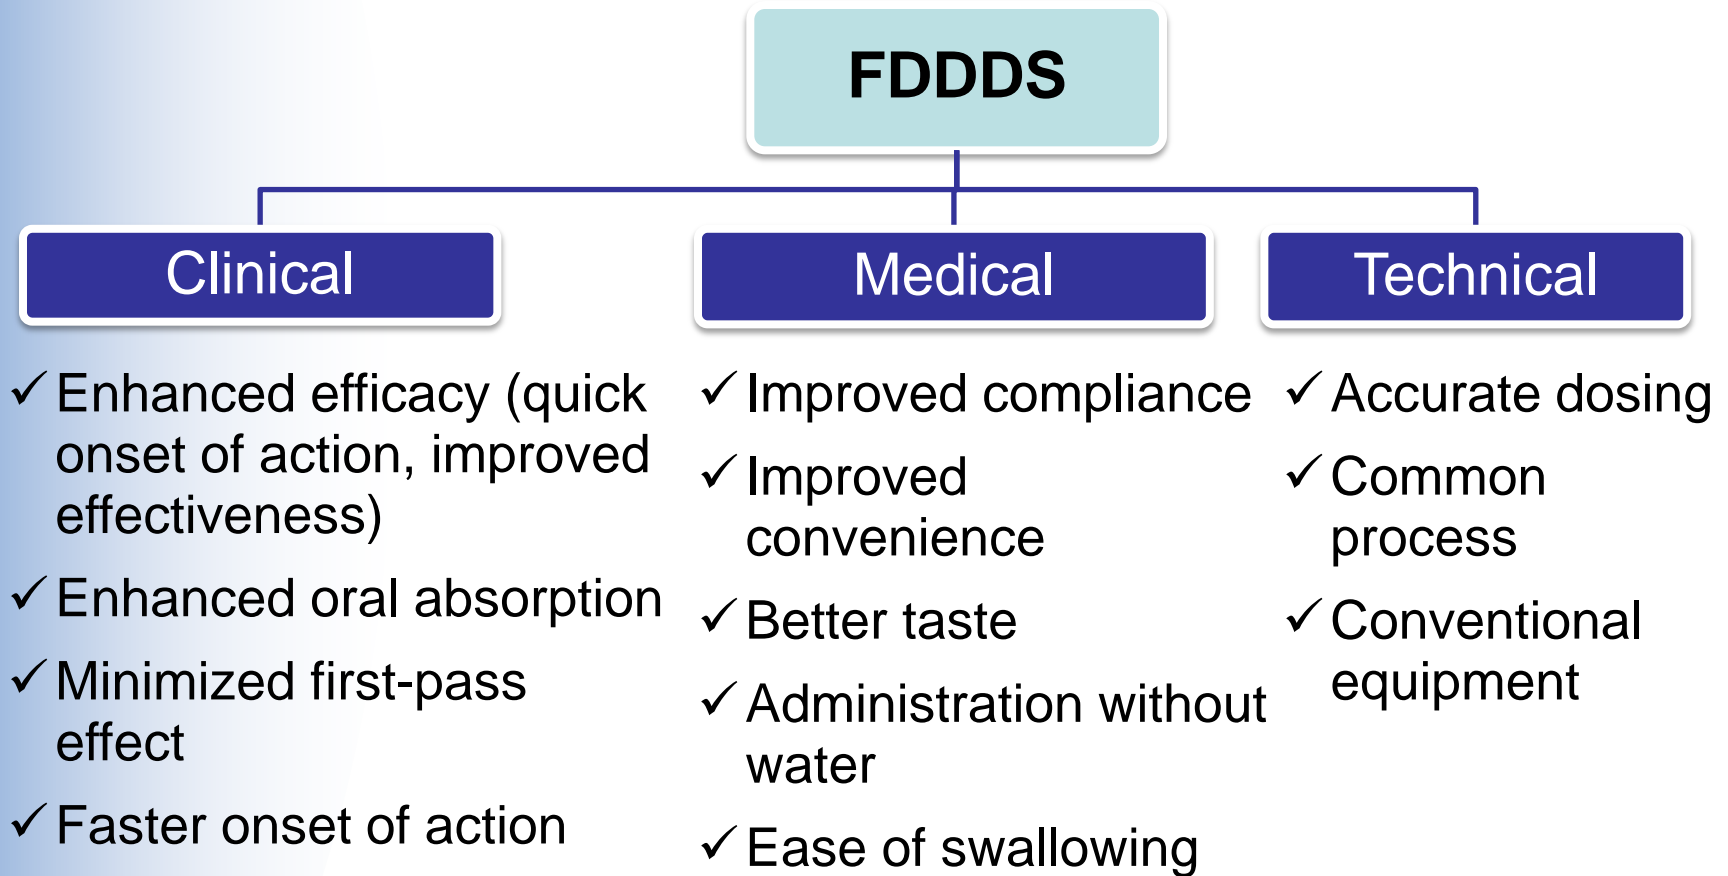 FDDDS
Clinical
✓ Enhanced efficacy (quick
onset of action, improved
effectiveness)
✓ Enhanced oral absorption
✓ Minimized first-pass
effect
✓ Faster onset of action
Medical
✓ Improved compliance
✓ Improved
convenience
✓ Better taste
✓ Administration without
water
✓ Ease of swallowing
Technical
✓ Accurate dosing
✓ Common
process
✓ Conventional
equipment